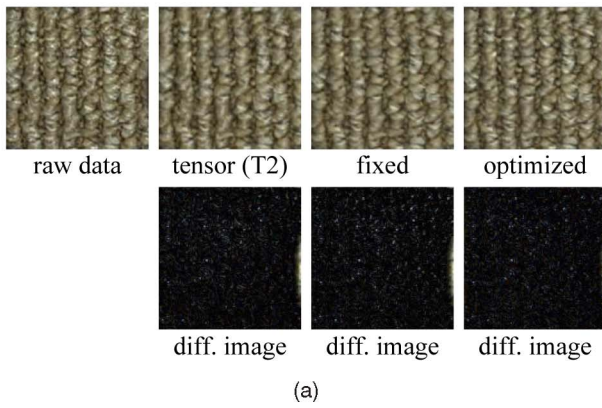 raw data tensor (T2) fixed optimized
diff. image diff. image diff. image
(a)